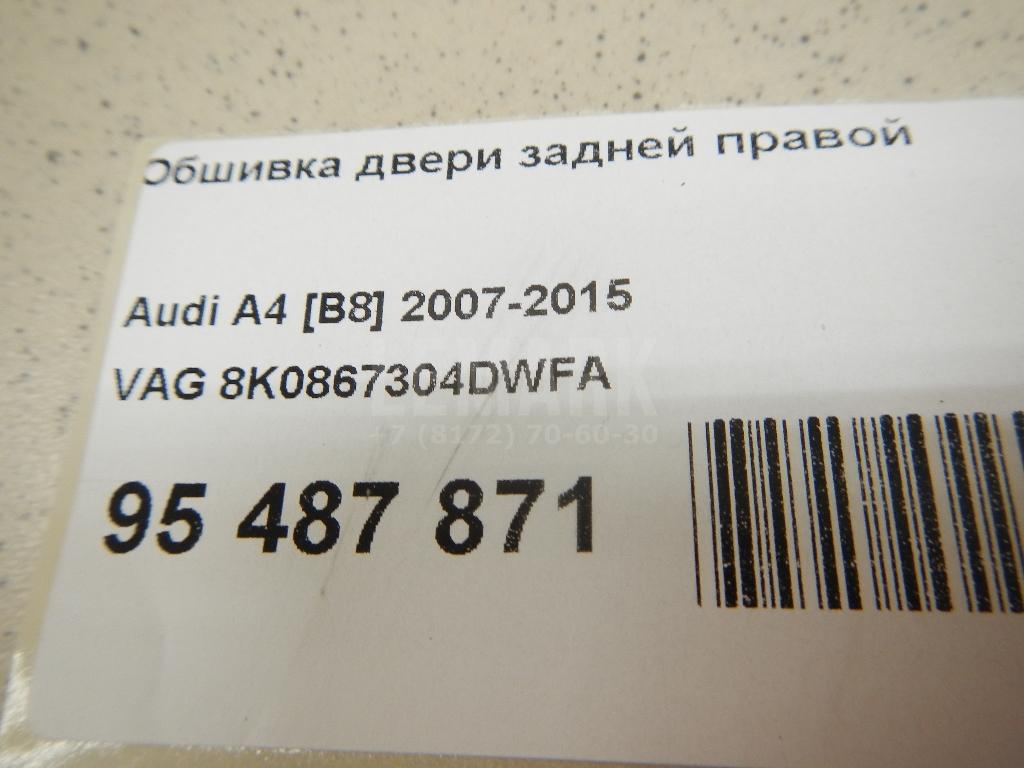 Обшивка двери задней правой
Audi A4 [B8] 2007-2015
VAG 8K0867304DWFA
LEMARK
+7 (8172) 70-60-30
95 487 871